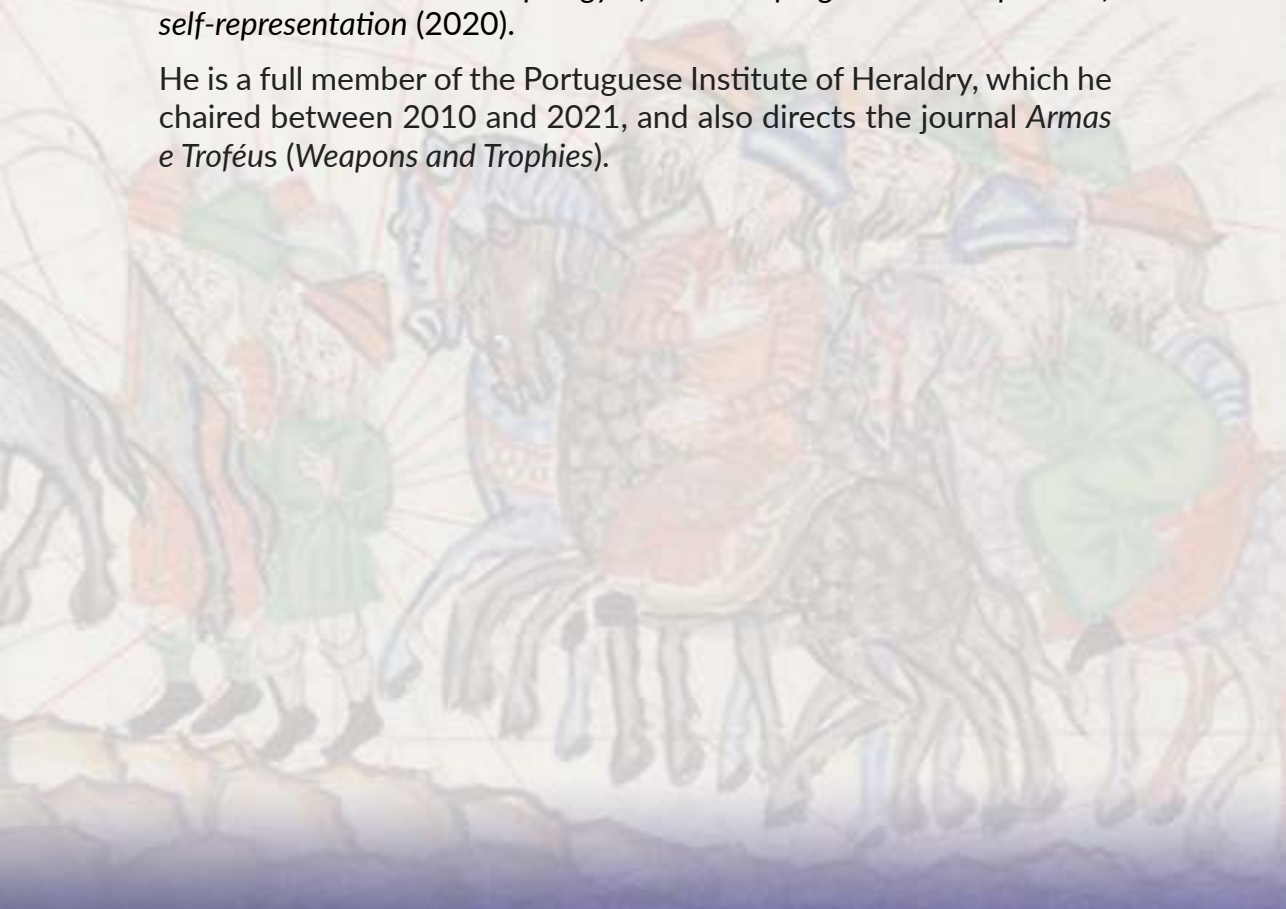 self-representation (2020).
He is a full member of the Portuguese Institute of Heraldry, which he
chaired between 2010 and 2021, and also directs the journal Armas
e Troféus (Weapons and Trophies).